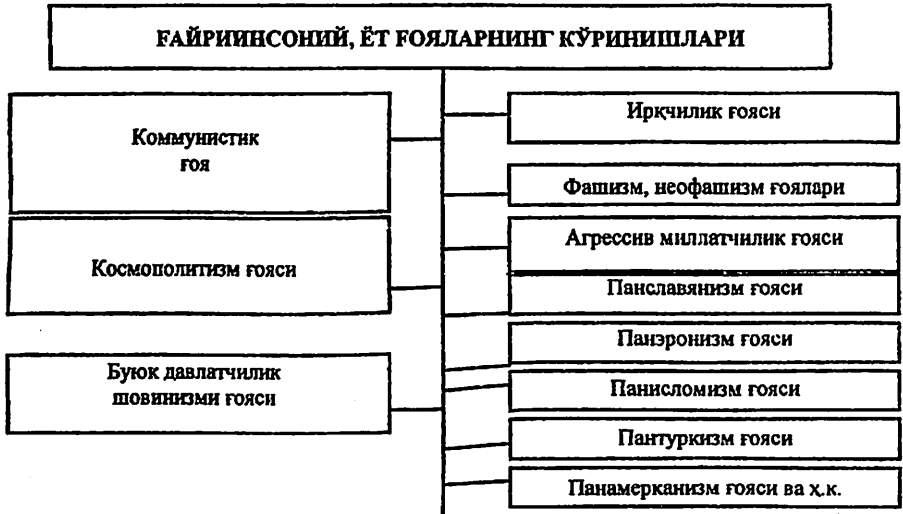 ҒАЙРИИНСОНИЙ, ЁТ ҒОЯЛАРНИНГ КЎРИНИШЛАРИ
Коммунистик
ғоя
Космополитизм ғояси
Буюк давлатчилик
шовинизми ғояси
Ирқчилик ғояси
Фашизм, неофашизм ғоялари
Агрессив миллатчилик ғояси
Панславянизм ғояси
Панэронизм ғояси
Панисломизм ғояси
Пантуркизм ғояси
Панамерканизм ғояси ва ҳ.к.